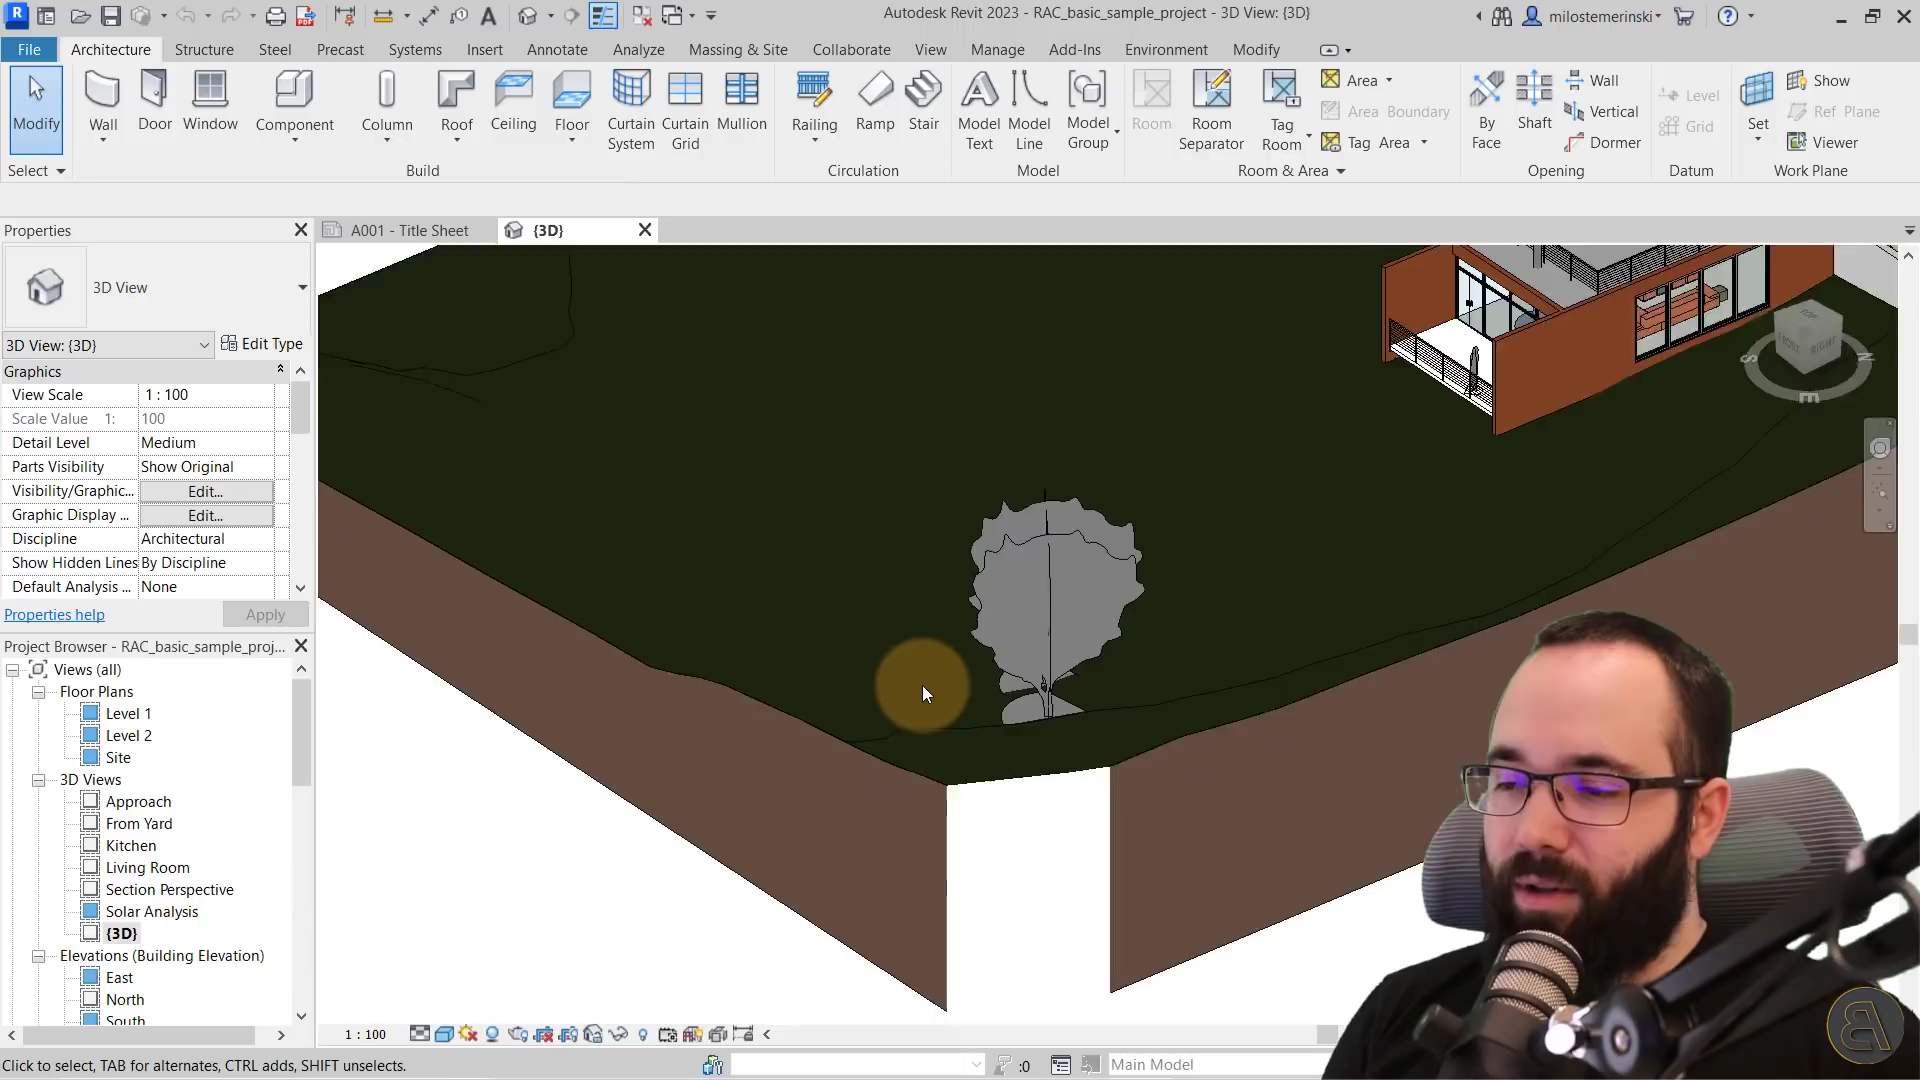 Autodesk Revit 2023 - RAC_basic_sample_project - 3D View: {3D}
milostemerinski
File Architecture Structure Steel Precast Systems Insert Annotate Analyze Massing & Site Collaborate View Manage Add-Ins Environment Modify
Modify Wall Door Window Component Column Roof Ceiling Floor Curtain System Curtain Grid Mullion Railing Ramp Stair Model Text Model Line Model Group Room Room Separator Tag Room
Area
Area Boundary
Tag Area
By Face Shaft
Wall
Vertical
Dormer
Level
Grid
Set
Show
Ref Plane
Viewer
Select Build Circulation Model Room & Area Opening Datum Work Plane
Properties
A001 - Title Sheet
{3D}
3D View
3D View: {3D}
Edit Type
Graphics
View Scale 1 : 100
Scale Value 1: 100
Detail Level Medium
Parts Visibility Show Original
Visibility/Graphic... Edit...
Graphic Display ... Edit...
Discipline Architectural
Show Hidden Lines By Discipline
Default Analysis ... None
Properties help
Apply
Project Browser - RAC_basic_sample_proj...
Views (all)
Floor Plans
Level 1
Level 2
Site
3D Views
Approach
From Yard
Kitchen
Living Room
Section Perspective
Solar Analysis
{3D}
Elevations (Building Elevation)
East
North
South
TOP
FRONT
RIGHT
S
N
E
1 : 100
Click to select, TAB for alternates, CTRL adds, SHIFT unselects.
:0
Main Model